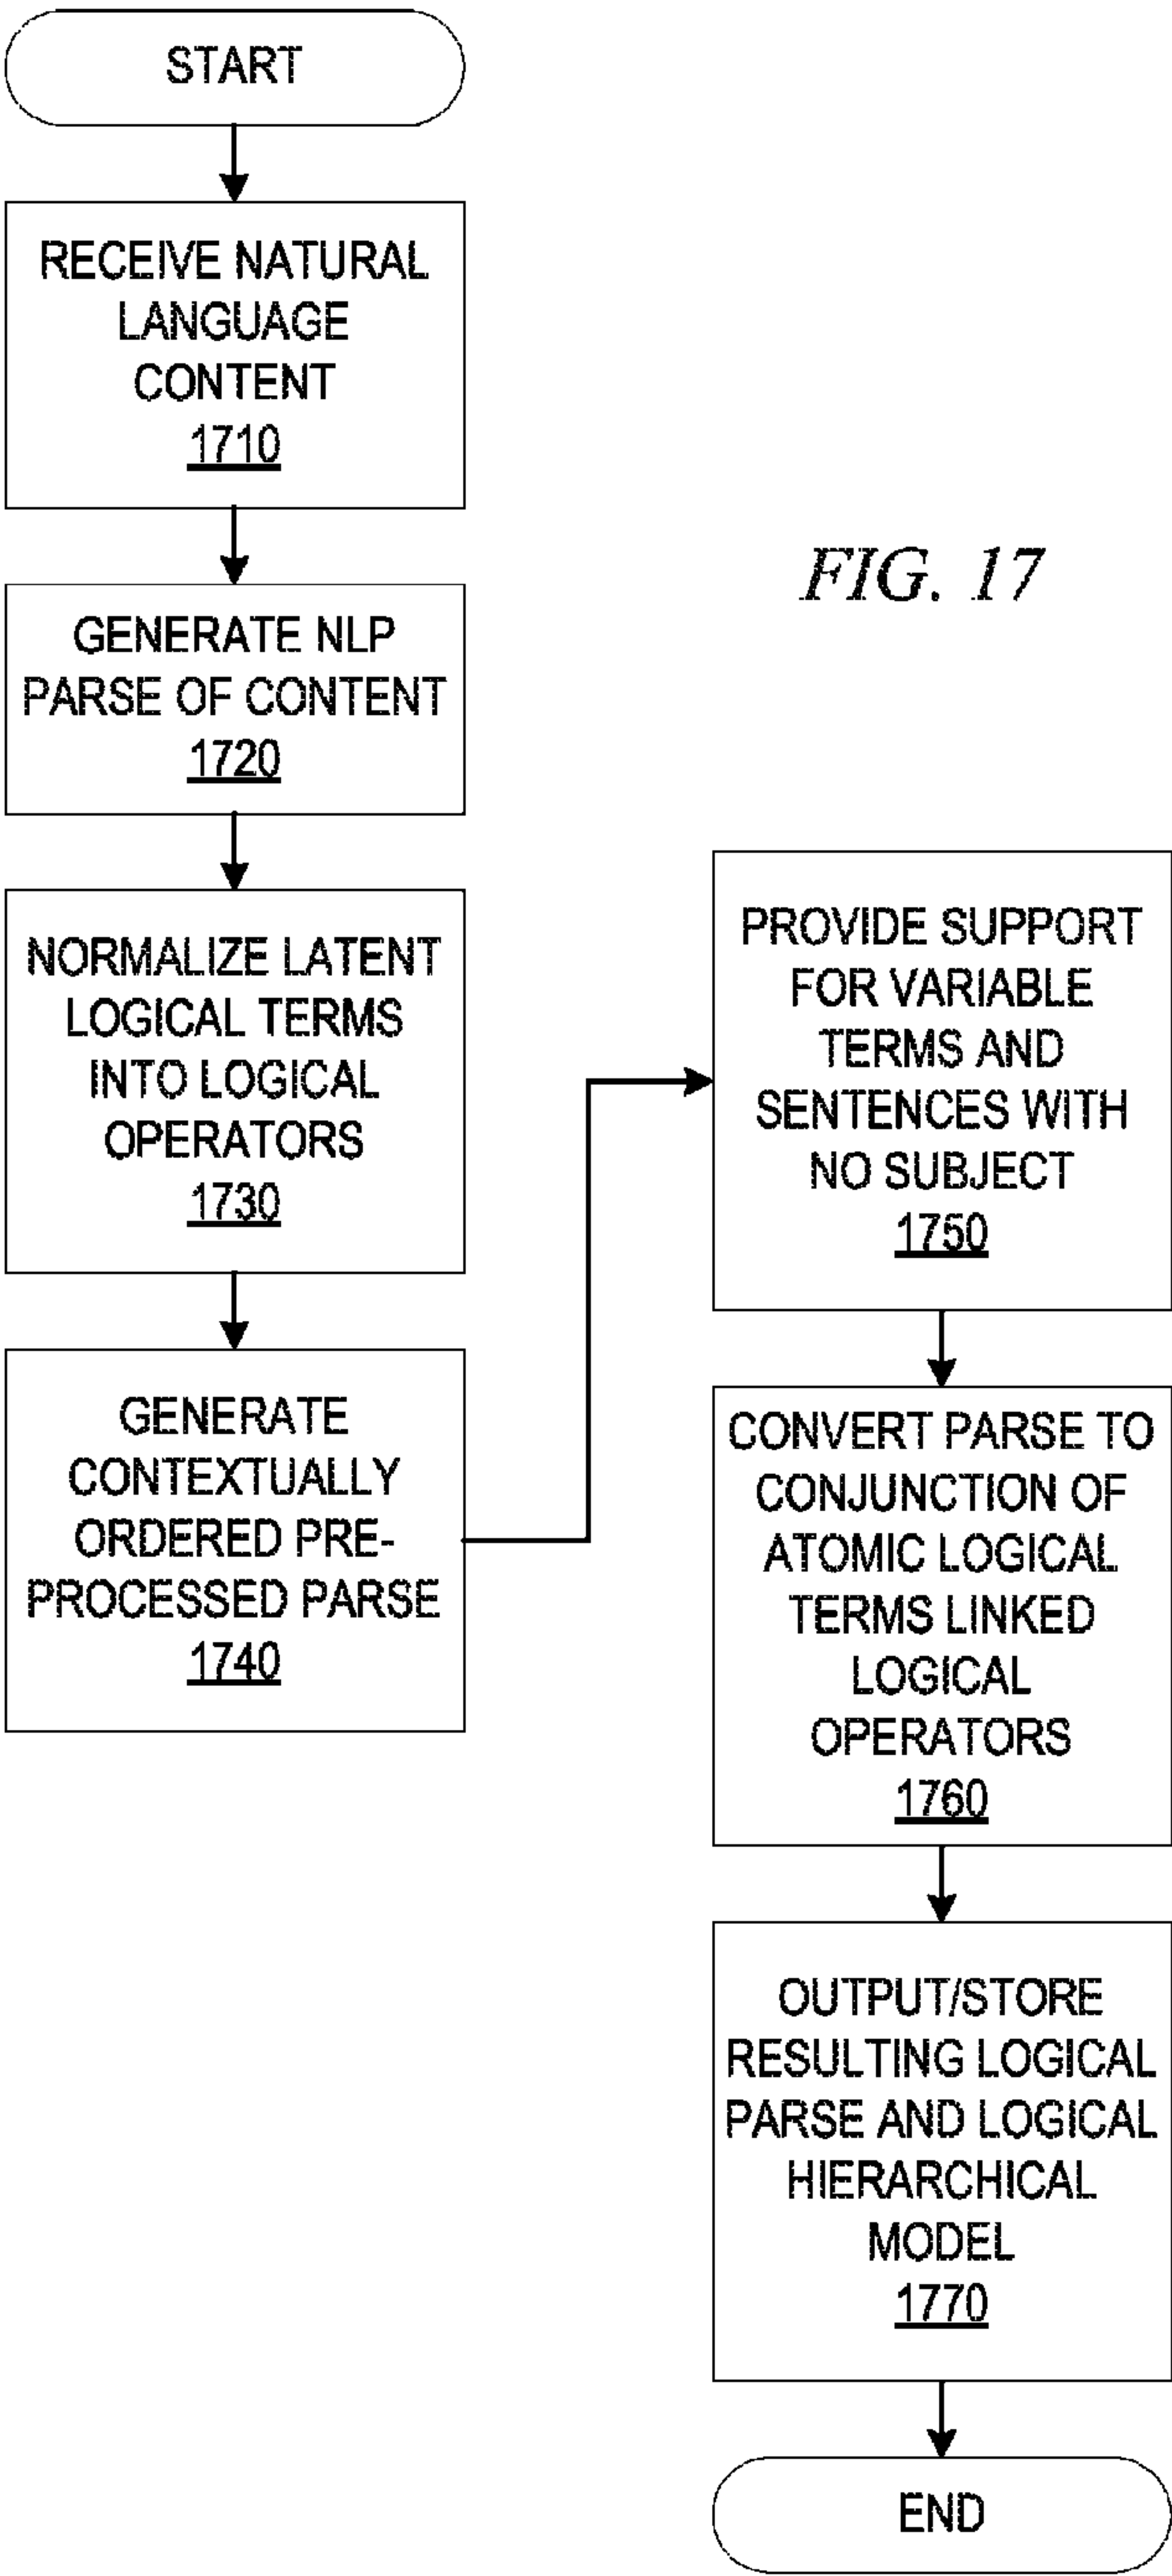 START
RECEIVE NATURAL
LANGUAGE
CONTENT
1710
GENERATE NLP
PARSE OF CONTENT
1720
NORMALIZE LATENT
LOGICAL TERMS
INTO LOGICAL
OPERATORS
1730
GENERATE
CONTEXTUALLY
ORDERED PRE-
PROCESSED PARSE
1740
FIG. 17
PROVIDE SUPPORT
FOR VARIABLE
TERMS AND
SENTENCES WITH
NO SUBJECT
1750
CONVERT PARSE TO
CONJUNCTION OF
ATOMIC LOGICAL
TERMS LINKED
LOGICAL
OPERATORS
1760
OUTPUT/STORE
RESULTING LOGICAL
PARSE AND LOGICAL
HIERARCHICAL
MODEL
1770
END